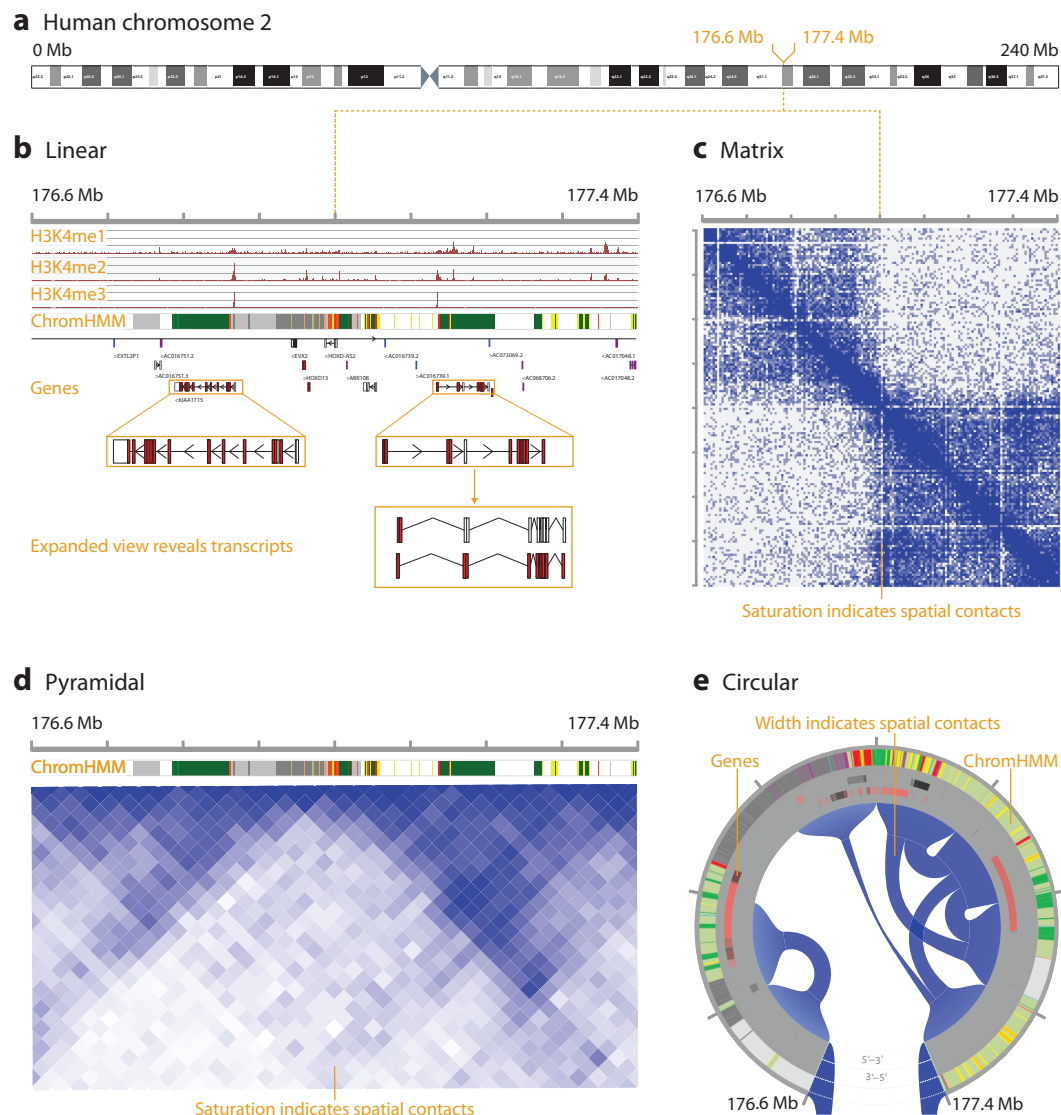 a Human chromosome 2
0 Mb
176.6 Mb 177.4 Mb
240 Mb
b Linear
176.6 Mb 177.4 Mb
H3K4me1
H3K4me2
H3K4me3
ChromHMM
>EXTL2P1 <AC016751.2 <EVX2 <HOXD-AS2 <AC016739.2 >AC073069.2 <AC017048.1
>AC016751.3 >HOXD13 >MIR10B >AC016739.1 <AC068706.2 <AC017048.2
Genes
<KIAA1715
Expanded view reveals transcripts
c Matrix
176.6 Mb 177.4 Mb
Saturation indicates spatial contacts
d Pyramidal
176.6 Mb 177.4 Mb
ChromHMM
Saturation indicates spatial contacts
e Circular
Width indicates spatial contacts
Genes ChromHMM
5'–3'
3'–5'
176.6 Mb 177.4 Mb